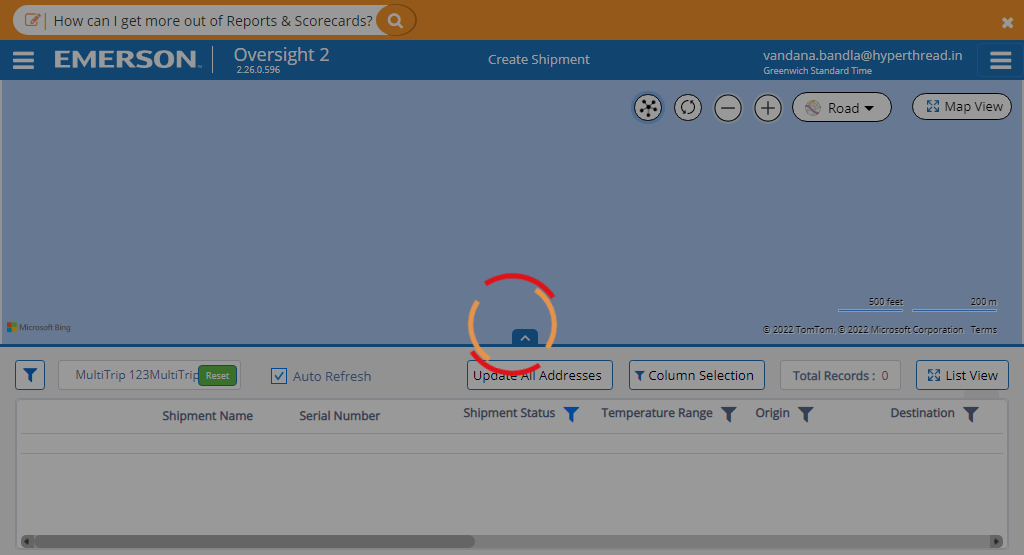 How can I get more out of Reports & Scorecards?
EMERSON™
Oversight 2
2.26.0.596
Create Shipment
vandana.bandla@hyperthread.in
Greenwich Standard Time
Road
Map View
500 feet
200 m
Microsoft Bing
© 2022 TomTom, © 2022 Microsoft Corporation Terms
MultiTrip 123MultiTrip
Reset
Auto Refresh
Update All Addresses
Column Selection
Total Records : 0
List View
Shipment Name
Serial Number
Shipment Status
Temperature Range
Origin
Destination